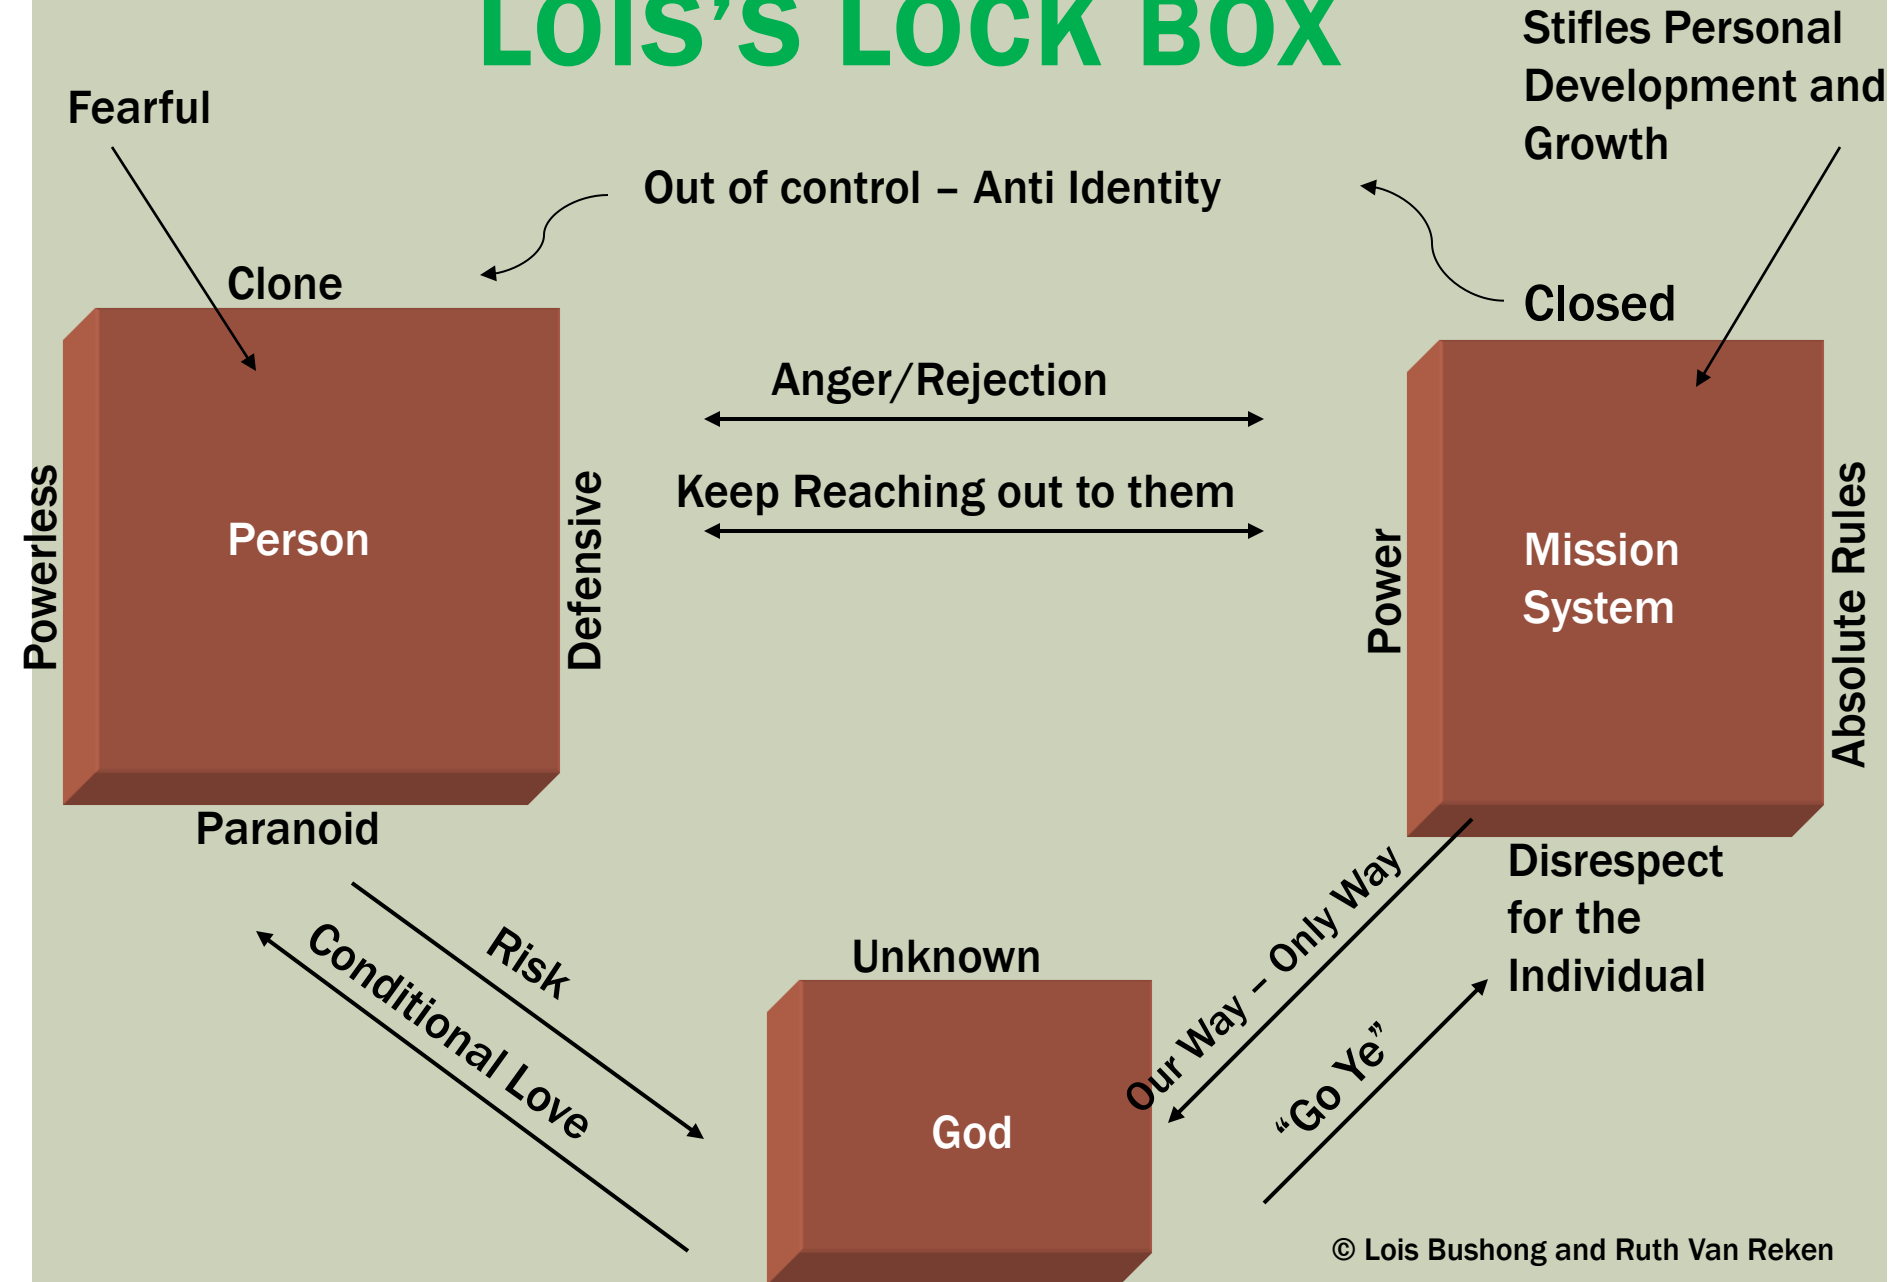 LOIS’S LOCK BOX
Stifles Personal
Development and
Growth
Fearful
Out of control – Anti Identity
Clone
Closed
Anger/Rejection
Keep Reaching out to them
Powerless
Person
Defensive
Power
Mission
System
Absolute Rules
Paranoid
Disrespect
for the
Individual
Risk
Conditional Love
Unknown
Our Way – Only Way
God
“Go Ye”
© Lois Bushong and Ruth Van Reken